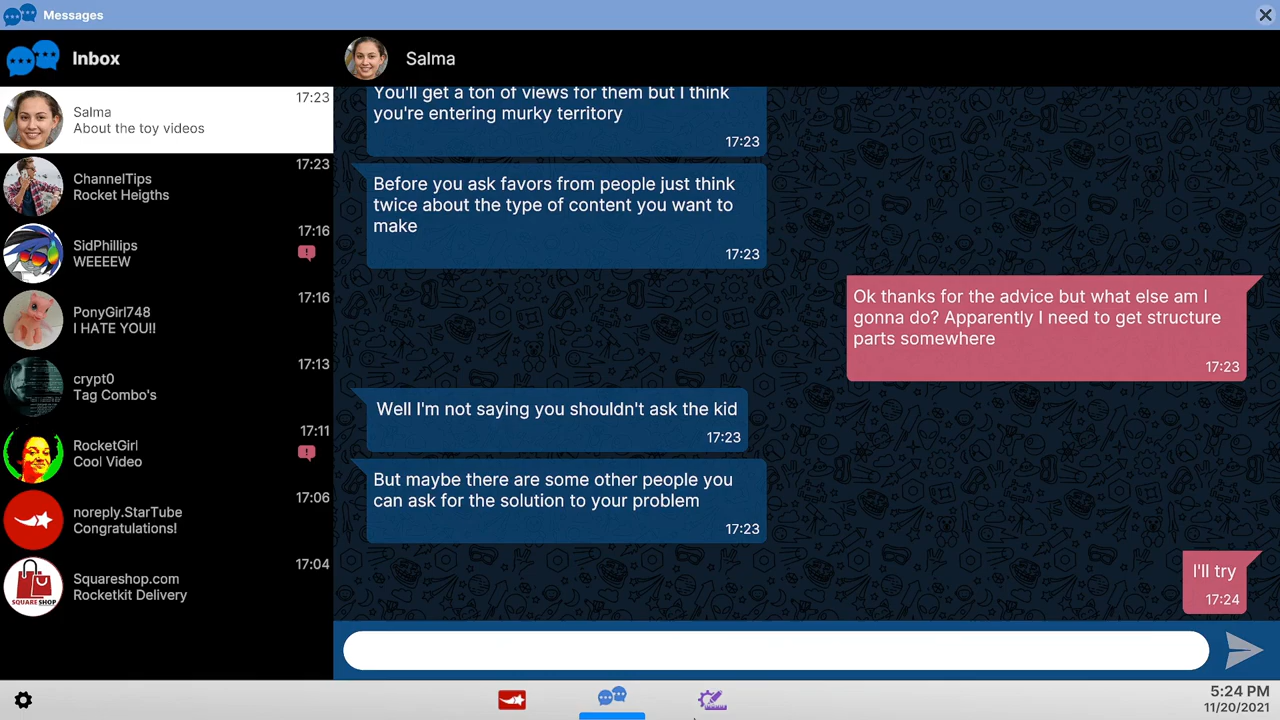 Messages
Inbox
Salma
17:23
Salma
About the toy videos
17:23
ChannelTips
Rocket Heigths
17:16
SidPhillips
WEEEEW
17:16
PonyGirl748
I HATE YOU!!
17:13
crypt0
Tag Combo's
17:11
RocketGirl
Cool Video
17:06
noreply.StarTube
Congratulations!
17:04
Squareshop.com
Rocketkit Delivery
SQUARE SHOP
You'll get a ton of views for them but I think
you're entering murky territory
17:23
Before you ask favors from people just think
twice about the type of content you want to
make
17:23
Ok thanks for the advice but what else am I
gonna do? Apparently I need to get structure
parts somewhere
17:23
Well I'm not saying you shouldn't ask the kid
17:23
But maybe there are some other people you
can ask for the solution to your problem
17:23
I'll try
17:24
5:24 PM
11/20/2021